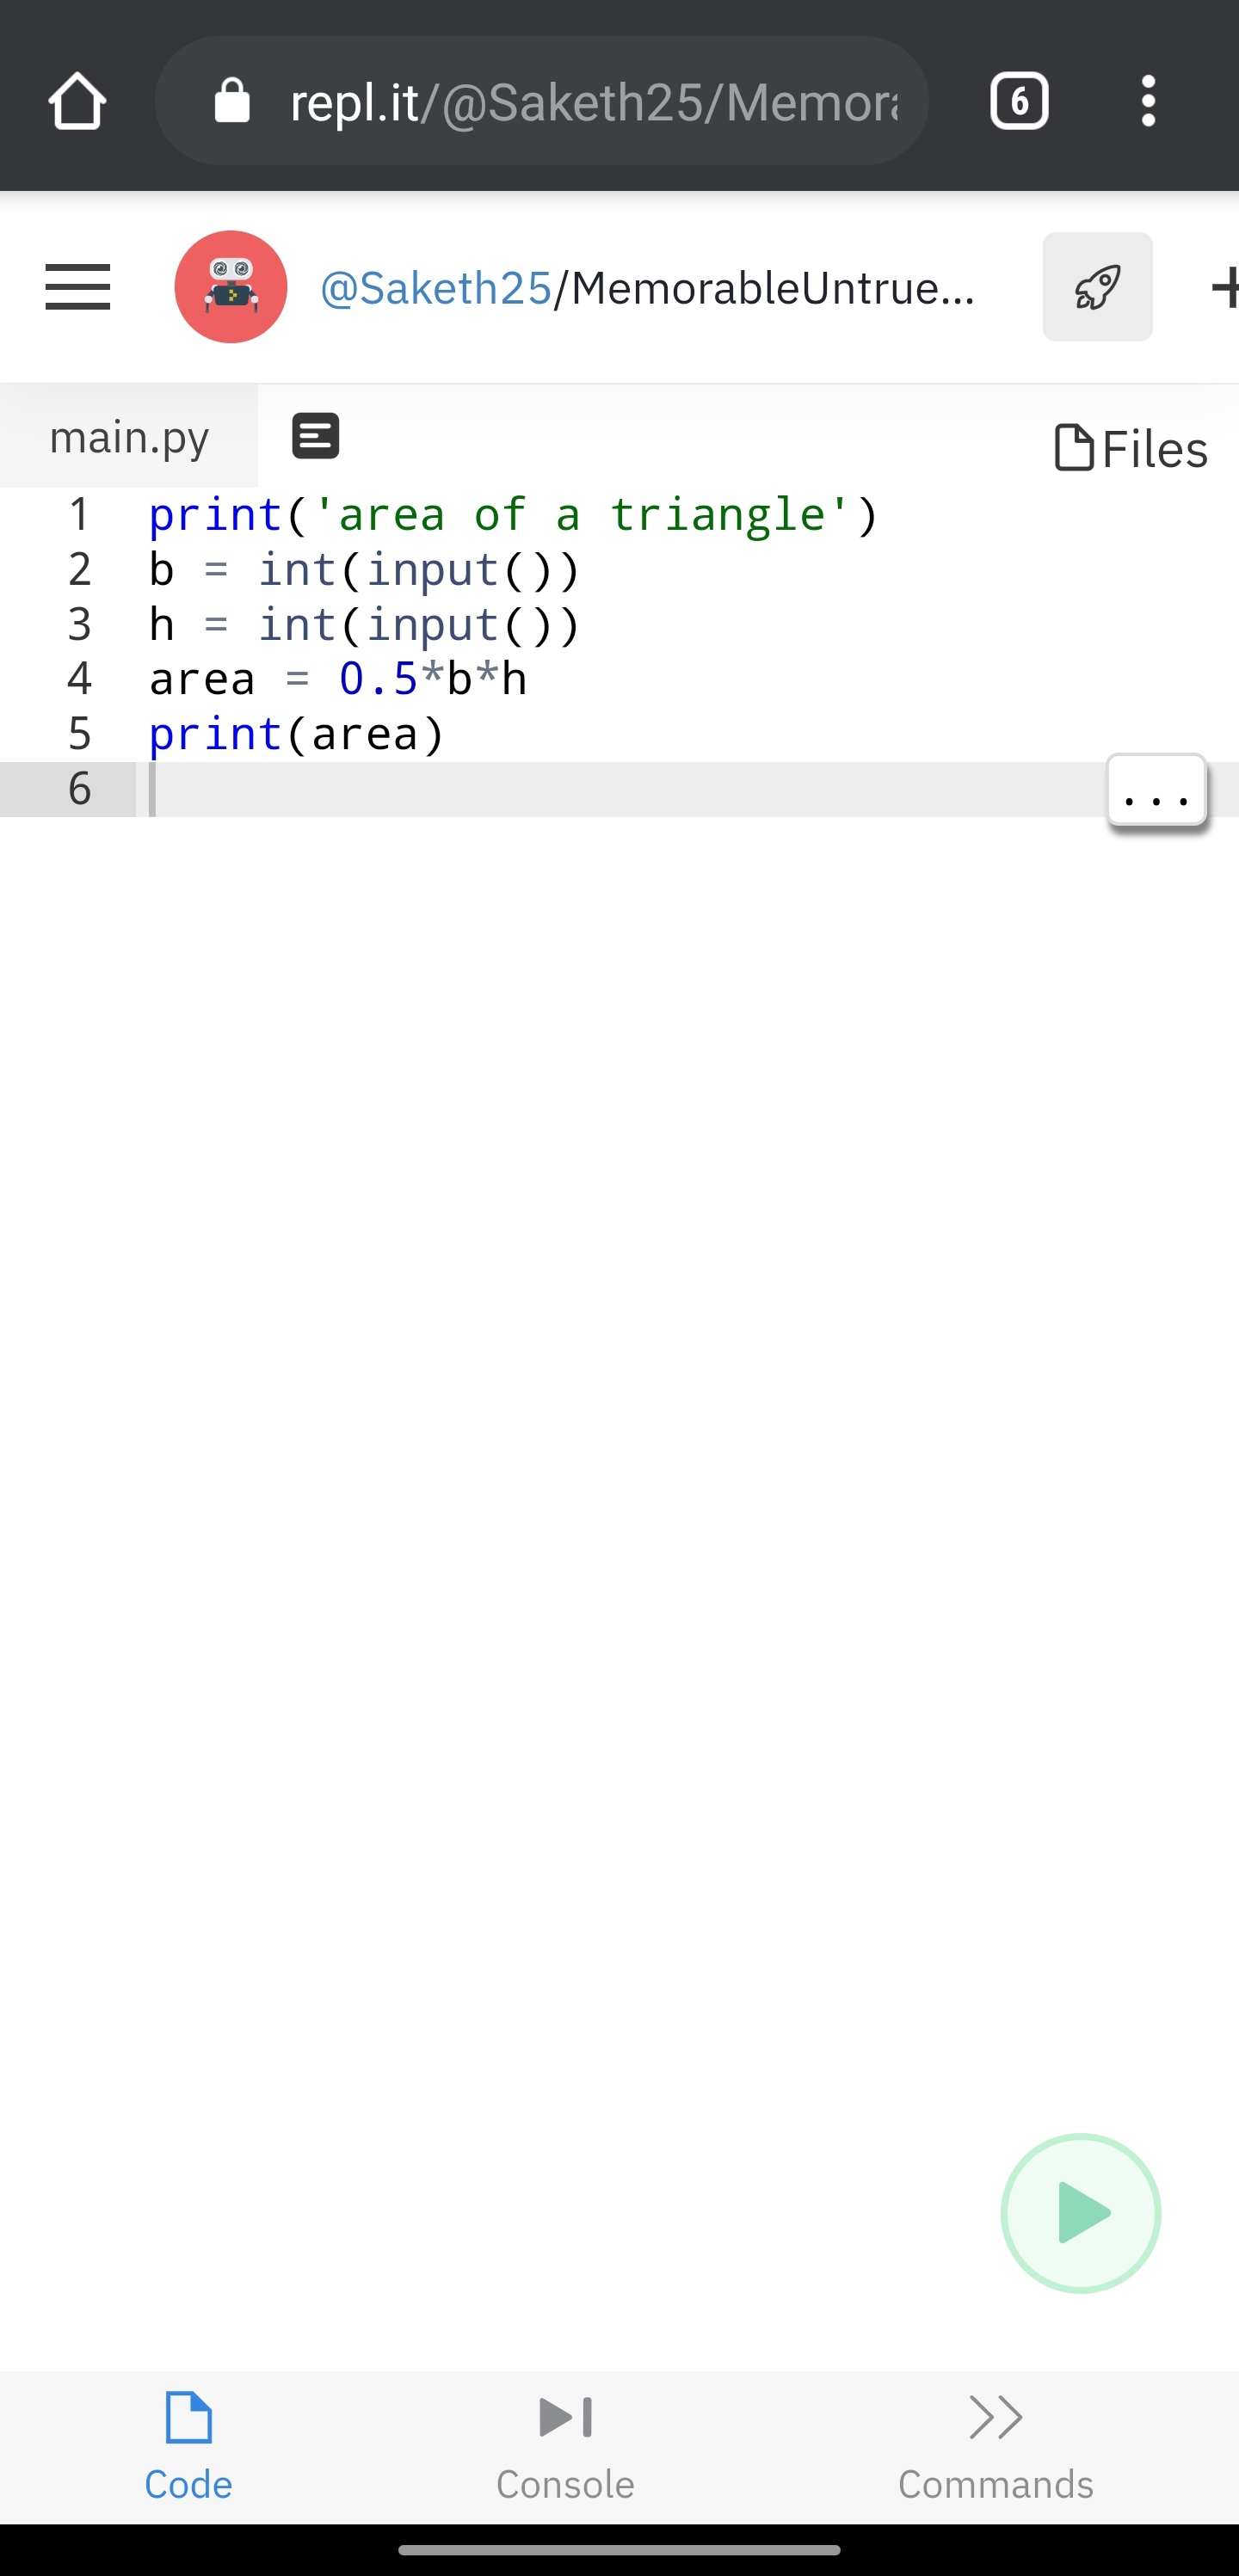 repl.it/@Saketh25/Memor
6
@Saketh25/MemorableUntrue...
main.py
Files
1 print('area of a triangle')
2 b = int(input())
3 h = int(input())
4 area = 0.5*b*h
5 print(area)
6
...
Code Console Commands